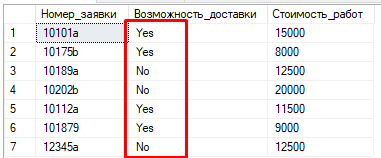 Номер_заявки Возможность_доставки Стоимость_работ
1 10101a Yes 15000
2 10175b Yes 8000
3 10189a No 12500
4 10202b No 20000
5 10112a Yes 11500
6 101879 Yes 9000
7 12345a No 12500